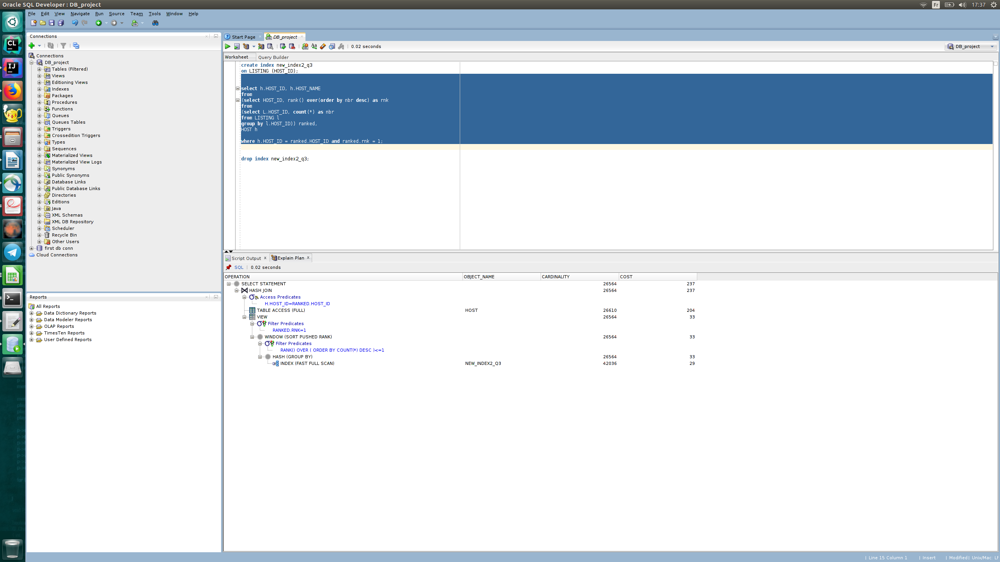 Oracle SQL Developer : DB_project
Fr
17:37
File Edit View Navigate Run Source Team Tools Window Help
Connections
Connections
DB_project
Tables (Filtered)
Views
Editioning Views
Indexes
Packages
Procedures
Functions
Queues
Queues Tables
Triggers
Crossedition Triggers
Types
Sequences
Materialized Views
Materialized View Logs
Synonyms
Public Synonyms
Database Links
Public Database Links
Directories
Editions
Java
XML Schemas
XML DB Repository
Scheduler
Recycle Bin
Other Users
first db conn
Cloud Connections
Reports
All Reports
Data Dictionary Reports
Data Modeler Reports
OLAP Reports
TimesTen Reports
User Defined Reports
Start Page
DB_project
0.02 seconds
DB_project
Worksheet
Query Builder
create index new_index2_q3
on LISTING (HOST_ID);
select h.HOST_ID, h.HOST_NAME
from
(select HOST_ID, rank() over(order by nbr desc) as rnk
from
(select L.HOST_ID, count(*) as nbr
from LISTING l
group by l.HOST_ID)) ranked,
HOST h
where h.HOST_ID = ranked.HOST_ID and ranked.rnk = 1;
drop index new_index2_q3;
Script Output x
Explain Plan x
SQL | 0.02 seconds
OPERATION OBJECT_NAME CARDINALITY COST
SELECT STATEMENT 26564 237
HASH JOIN 26564 237
Access Predicates
H.HOST_ID=RANKED.HOST_ID
TABLE ACCESS (FULL) HOST 26610 204
VIEW 26564 33
Filter Predicates
RANKED.RNK=1
WINDOW (SORT PUSHED RANK) 26564 33
Filter Predicates
RANK() OVER ( ORDER BY COUNT(*) DESC )<=1
HASH (GROUP BY) 26564 33
INDEX (FAST FULL SCAN) NEW_INDEX2_Q3 42036 29
CL
IJ
| Line 15 Column 1 | Insert | Modified| Unix/Mac: LF